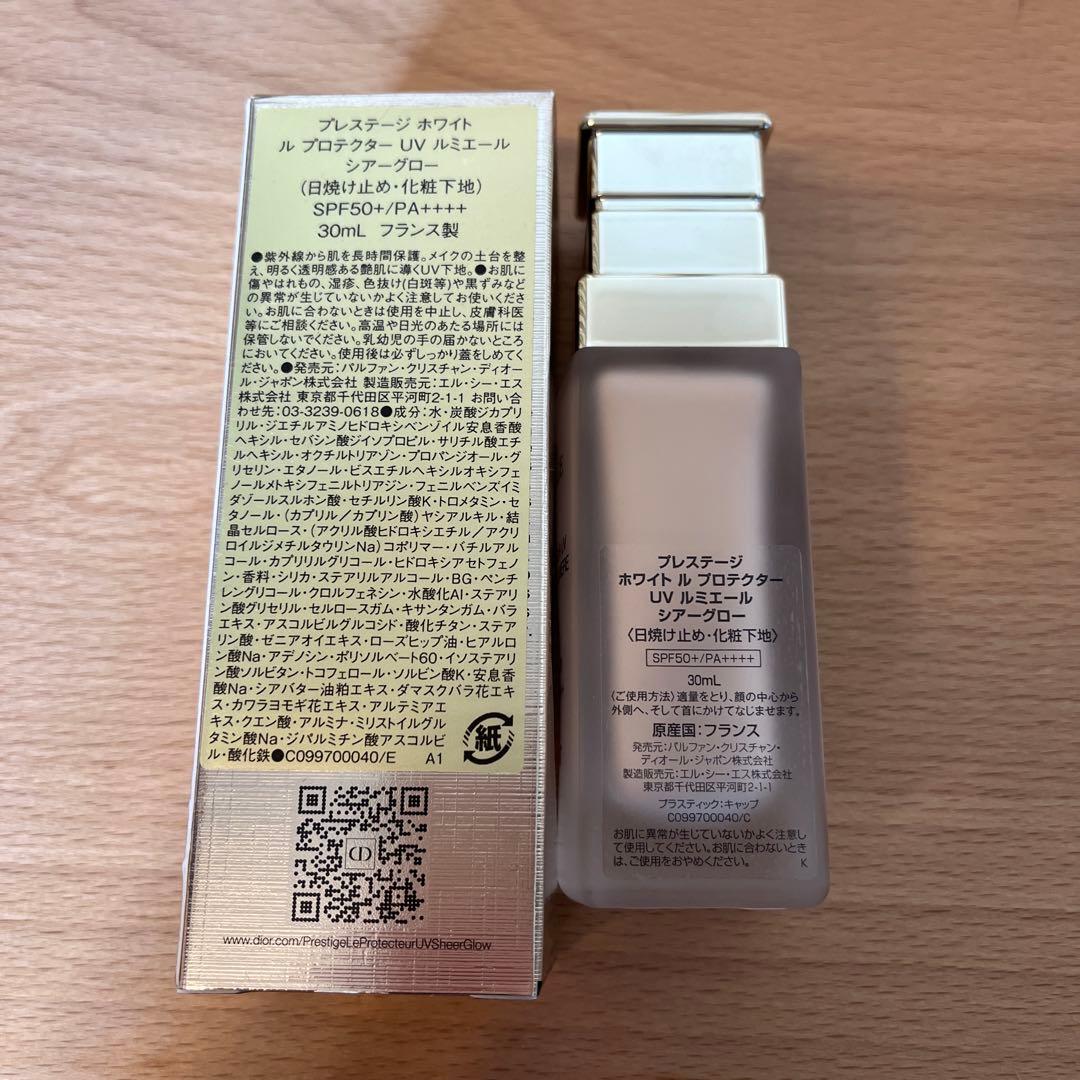 プレステージ ホワイト
ル プロテクター UV ルミエール
シアーグロー
(日焼け止め・化粧下地)
SPF50+/PA++++
30mL フランス製
●紫外線から肌を長時間保護。メイクの土台を整
え、明るく透明感ある艶肌に導くUV下地。●お肌に
傷やはれもの、湿疹、色抜け(白斑等)や黒ずみなど
の異常が生じていないかよく注意してお使いくださ
い。お肌に合わないときは使用を中止し、皮膚科医
等にご相談ください。高温や日光のあたる場所には
保管しないでください。乳幼児の手の届かないところ
においてください。使用後は必ずしっかり蓋をしめてく
ださい。●発売元:パルファン・クリスチャン・ディオー
ル・ジャポン株式会社 製造販売元:エル・シー・エス
株式会社 東京都千代田区平河町2-1-1 お問い合
わせ先:03-3239-0618●成分:水・炭酸ジカプリ
リル・ジエチルアミノヒドロキシベンゾイル安息香酸
ヘキシル・セバシン酸ジイソプロピル・サリチル酸エチ
ルヘキシル・オクチルトリアゾン・プロパンジオール・グ
リセリン・エタノール・ビスエチルヘキシルオキシフェ
ノールメトキシフェニルトリアジン・フェニルベンズイミ
ダゾールスルホン酸・セチルリン酸K・トロメタミン・セ
タノール・(カプリル/カプリン酸)ヤシアルキル・結
晶セルロース・(アクリル酸ヒドロキシエチル/アクリ
ロイルジメチルタウリンNa)コポリマー・バチルアル
コール・カプリリルグリコール・ヒドロキシアセトフェノ
ン・香料・シリカ・ステアリルアルコール・BG・ペンチ
レングリコール・クロルフェネシン・水酸化Al・ステアリ
ン酸グリセリル・セルロースガム・キサンタンガム・バラ
エキス・アスコルビルグルコシド・酸化チタン・ステア
リン酸・ゼニアオイエキス・ローズヒップ油・ヒアルロ
ン酸Na・アデノシン・ポリソルベート60・イソステアリ
ン酸ソルビタン・トコフェロール・ソルビン酸K・安息香
酸Na・シアバター油粕エキス・ダマスクバラ花エキ
ス・カワラヨモギ花エキス・アルテミアエ
キス・クエン酸・アルミナ・ミリストイルグル
タミン酸Na・ジパルミチン酸アスコルビ
ル・酸化鉄●C099700040/E A1
紙
CD
www.dior.com/PrestigeLeProtecteurUVSheerGlow
プレステージ
ホワイト ル プロテクター
UV ルミエール
シアーグロー
〈日焼け止め・化粧下地〉
SPF50+/PA++++
30mL
〈ご使用方法〉適量をとり、顔の中心から
外側へ、そして首にかけてなじませます。
原産国:フランス
発売元:パルファン・クリスチャン・
ディオール・ジャポン株式会社
製造販売元:エル・シー・エス株式会社
東京都千代田区平河町2-1-1
プラスティック:キャップ
C099700040/C
お肌に異常が生じていないかよく注意し
て使用してください。お肌に合わないとき
は、ご使用をおやめください。 K